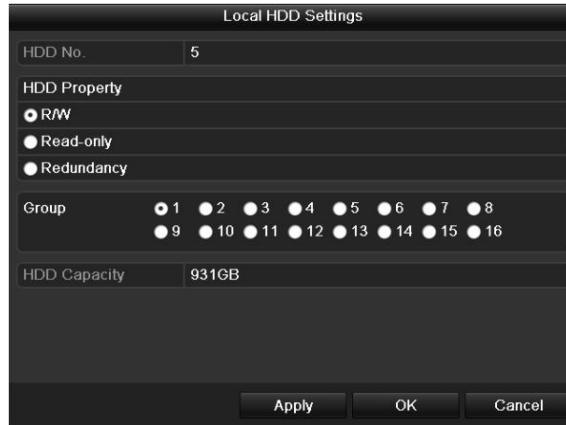 Local HDD Settings
HDD No. 5
HDD Property
R/W
Read-only
Redundancy
Group 1 2 3 4 5 6 7 8
9 10 11 12 13 14 15 16
HDD Capacity 931GB
Apply OK Cancel